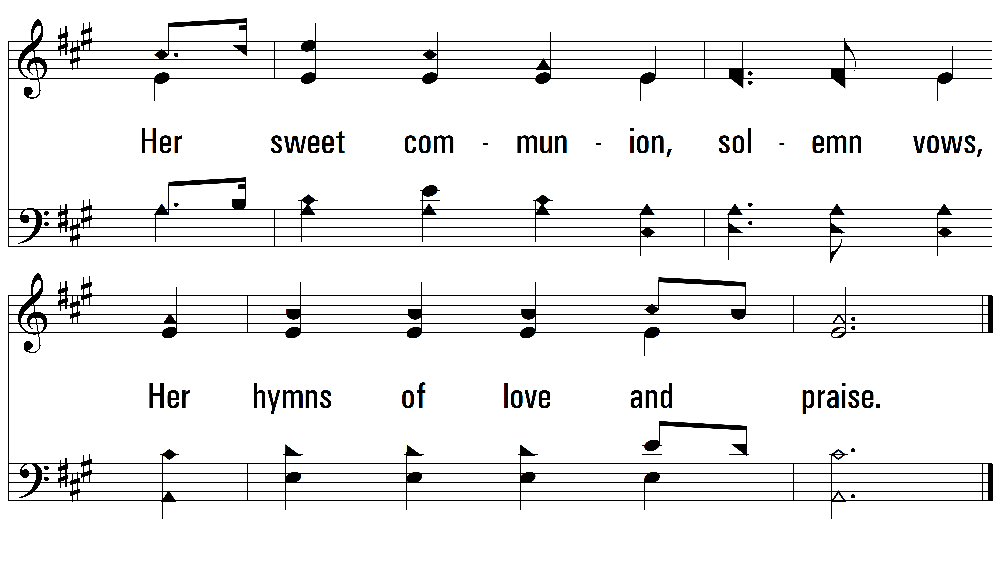 Her sweet com - mun - ion, sol - emn vows,
Her hymns of love and praise.